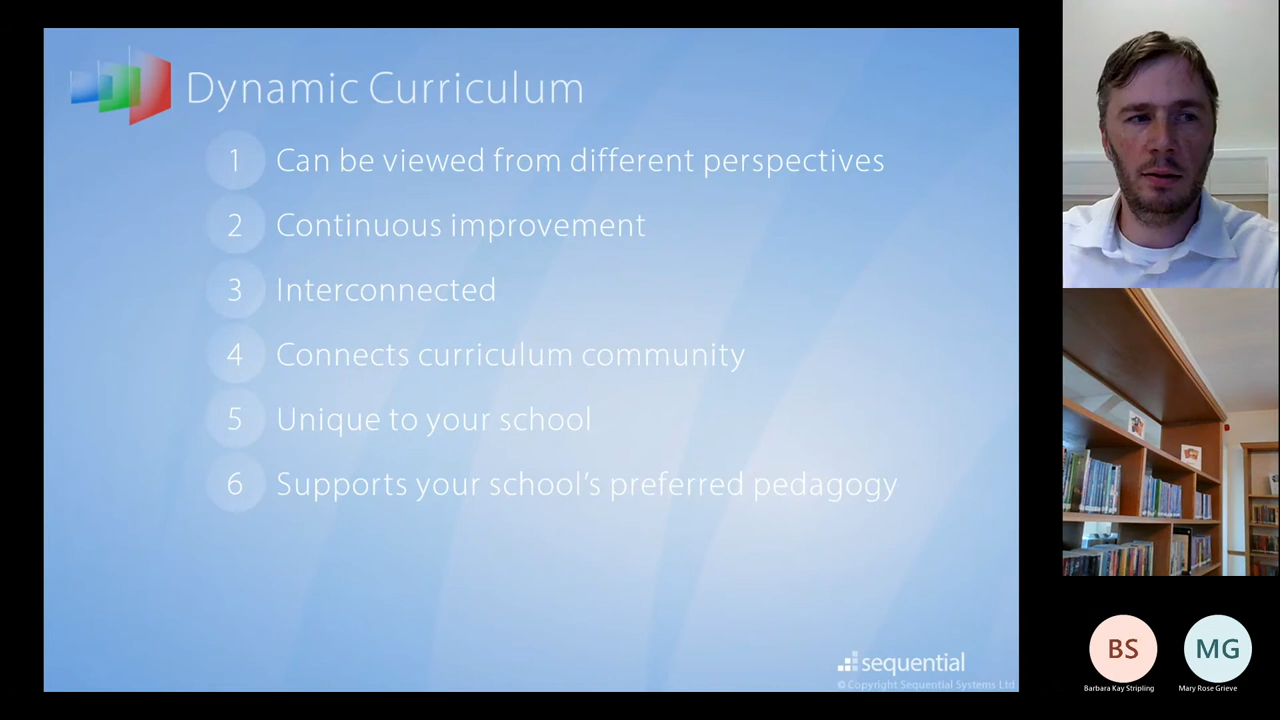 Dynamic Curriculum
1 Can be viewed from different perspectives
2 Continuous improvement
3 Interconnected
4 Connects curriculum community
5 Unique to your school
6 Supports your school's preferred pedagogy
sequential
© Copyright Sequential Systems Ltd
BS
MG
Barbara Kay Stripling
Mary Rose Grieve